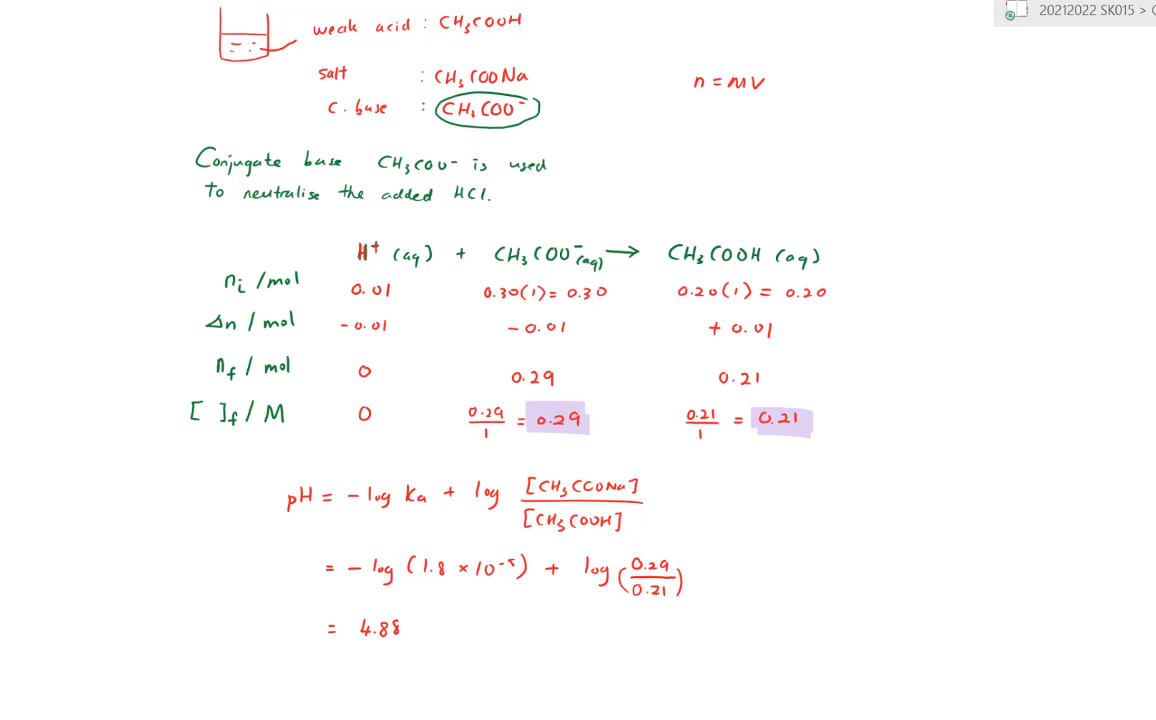 20212022 SK015 >
weak acid : CH₃COOH
salt : CH₃COONa
n = MV
c. base : CH₃COO⁻
Conjugate base CH₃COO⁻ is used
to neutralise the added HCl.
H⁺ (aq) + CH₃COO⁻(aq) → CH₃COOH (aq)
nᵢ /mol 0.01 0.30(1) = 0.30 0.20(1) = 0.20
Δn / mol - 0.01 - 0.01 + 0.01
n_f / mol 0 0.29 0.21
[ ]_f / M 0 0.29/1 = 0.29 0.21/1 = 0.21
pH = - log Ka + log [CH₃COONa]/[CH₃COOH]
= - log (1.8 × 10⁻⁵) + log (0.29/0.21)
= 4.88